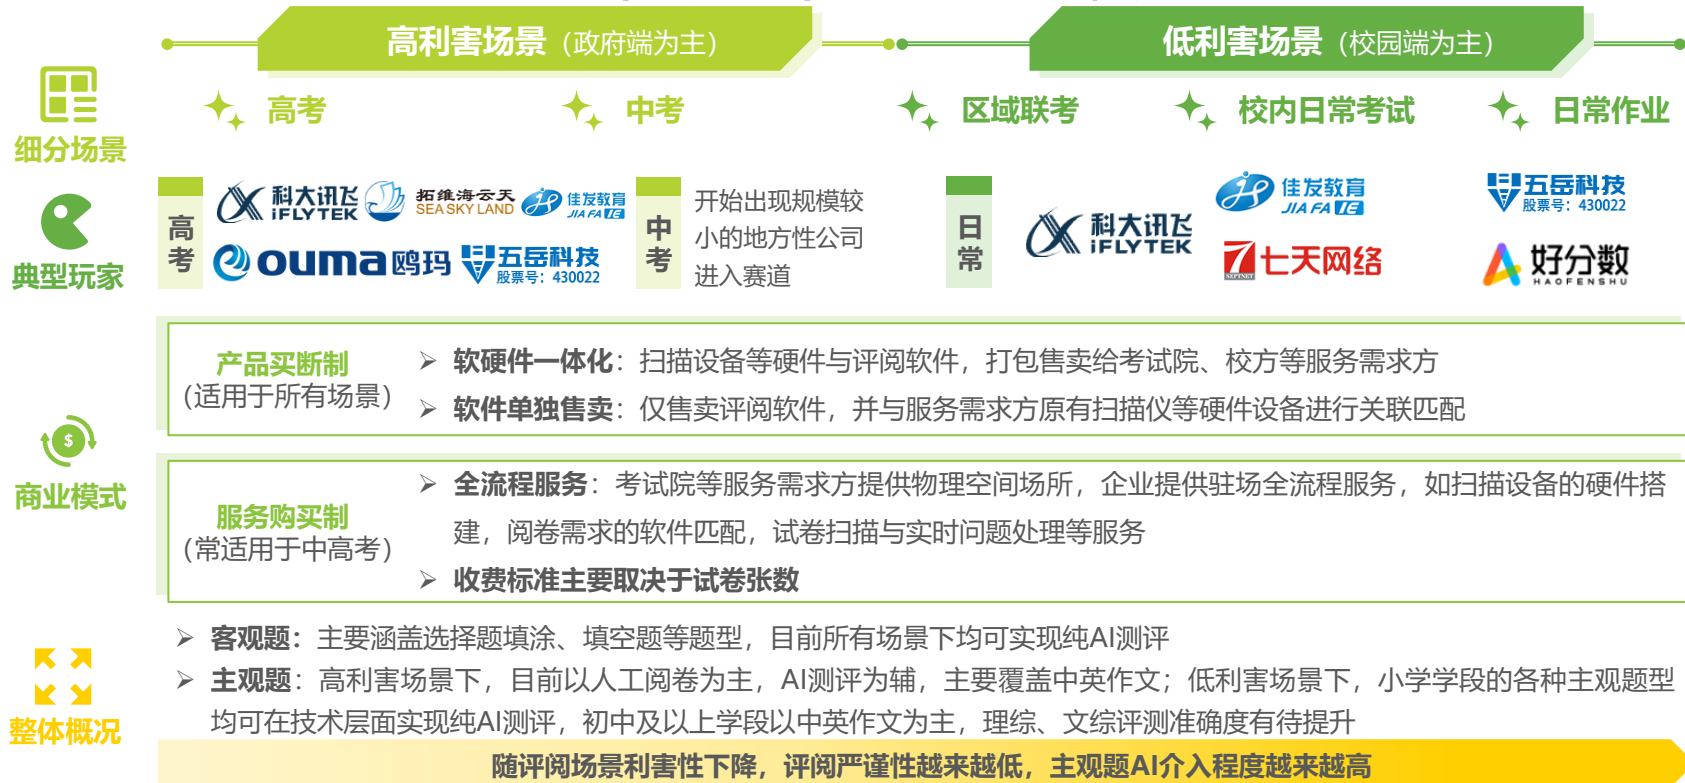 高利害场景（政府端为主）
低利害场景（校园端为主）
细分场景
高考
中考
区域联考
校内日常考试
日常作业
典型玩家
高考
科大讯飞 iFLYTEK
拓维海云天 SEA SKY LAND
佳发教育 JIA FA iE
ouma 鸥玛
五岳科技 股票号：430022
中考
开始出现规模较
小的地方性公司
进入赛道
日常
科大讯飞 iFLYTEK
佳发教育 JIA FA iE
七天网络 SEPTNET
五岳科技 股票号：430022
好分数 HAOFENSHU
商业模式
产品买断制
（适用于所有场景）
➢ 软硬件一体化：扫描设备等硬件与评阅软件，打包售卖给考试院、校方等服务需求方
➢ 软件单独售卖：仅售卖评阅软件，并与服务需求方原有扫描仪等硬件设备进行关联匹配
服务购买制
（常适用于中高考）
➢ 全流程服务：考试院等服务需求方提供物理空间场所，企业提供驻场全流程服务，如扫描设备的硬件搭
建，阅卷需求的软件匹配，试卷扫描与实时问题处理等服务
➢ 收费标准主要取决于试卷张数
整体概况
➢ 客观题：主要涵盖选择题填涂、填空题等题型，目前所有场景下均可实现纯AI测评
➢ 主观题：高利害场景下，目前以人工阅卷为主，AI测评为辅，主要覆盖中英作文；低利害场景下，小学学段的各种主观题型
均可在技术层面实现纯AI测评，初中及以上学段以中英作文为主，理综、文综评测准确度有待提升
随评阅场景利害性下降，评阅严谨性越来越低，主观题AI介入程度越来越高